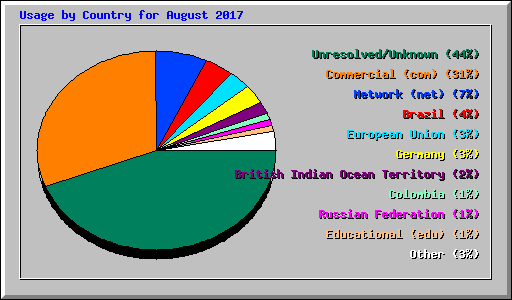 Usage by Country for August 2017
Unresolved/Unknown (44%)
Commercial (com) (31%)
Network (net) (7%)
Brazil (4%)
European Union (3%)
Germany (3%)
British Indian Ocean Territory (2%)
Colombia (1%)
Russian Federation (1%)
Educational (edu) (1%)
Other (3%)